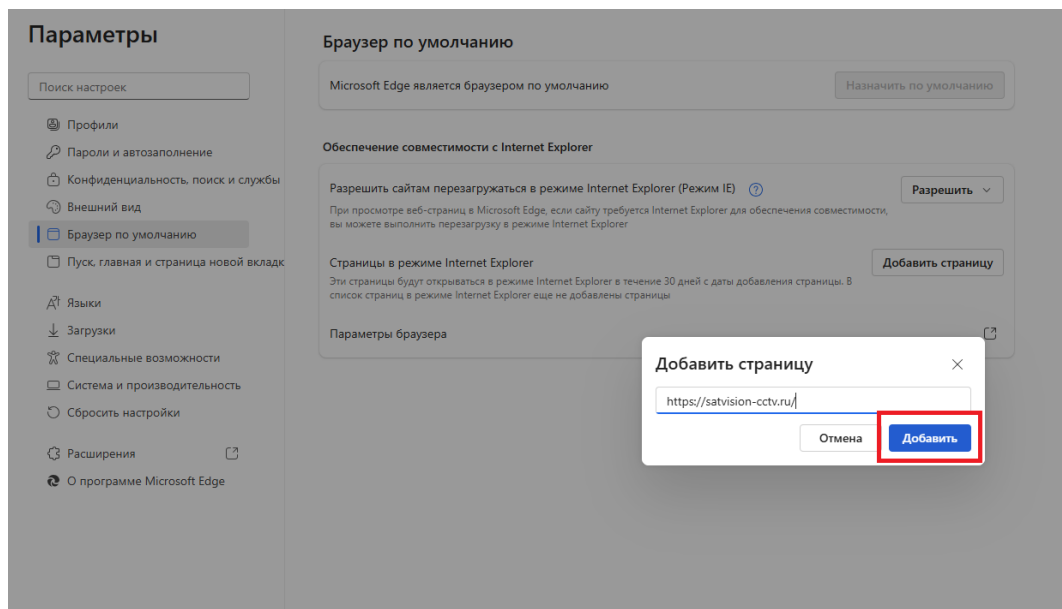 Параметры
Поиск настроек
Профили
Пароли и автозаполнение
Конфиденциальность, поиск и службы
Внешний вид
Браузер по умолчанию
Пуск, главная и страница новой вкладк
Языки
Загрузки
Специальные возможности
Система и производительность
Сбросить настройки
Расширения
О программе Microsoft Edge
Браузер по умолчанию
Microsoft Edge является браузером по умолчанию
Назначить по умолчанию
Обеспечение совместимости с Internet Explorer
Разрешить сайтам перезагружаться в режиме Internet Explorer (Режим IE)
Разрешить
При просмотре веб-страниц в Microsoft Edge, если сайту требуется Internet Explorer для обеспечения совместимости,
вы можете выполнить перезагрузку в режиме Internet Explorer
Страницы в режиме Internet Explorer
Добавить страницу
Эти страницы будут открываться в режиме Internet Explorer в течение 30 дней с даты добавления страницы. В
список страниц в режиме Internet Explorer еще не добавлены страницы
Параметры браузера
Добавить страницу
https://satvision-cctv.ru/
Отмена
Добавить